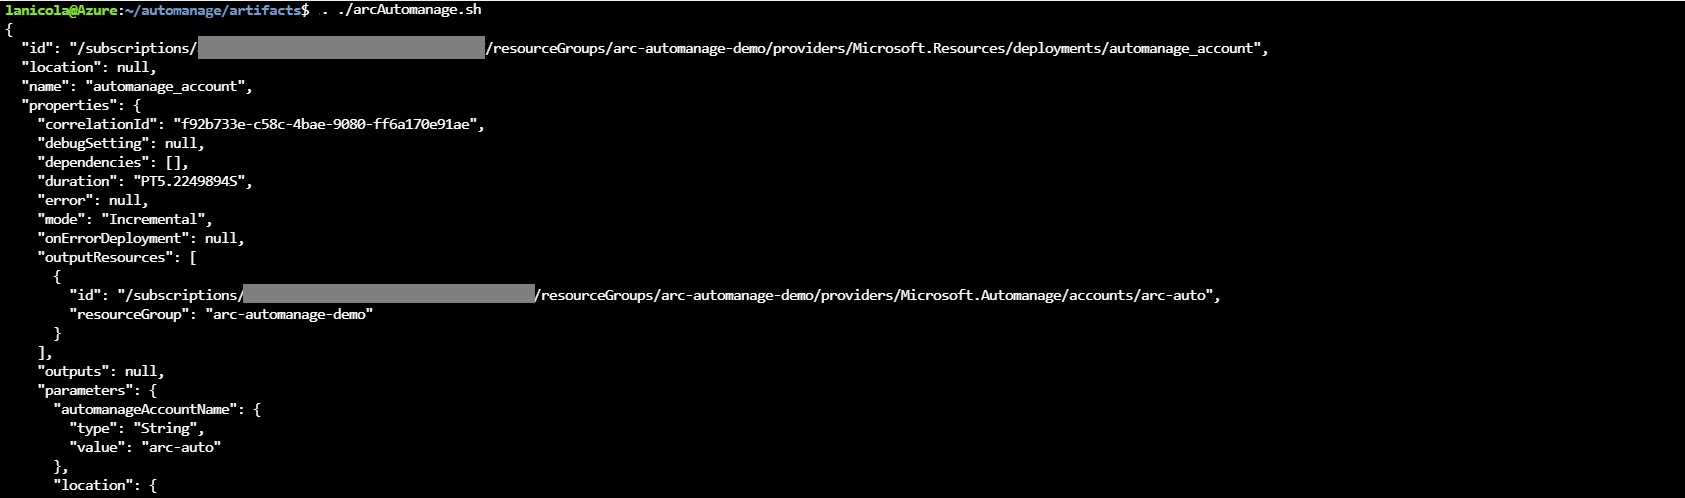 lanicola@Azure:~/automanage/artifacts$ . ./arcAutomanage.sh
{
  "id": "/subscriptions/ /resourceGroups/arc-automanage-demo/providers/Microsoft.Resources/deployments/automanage_account",
  "location": null,
  "name": "automanage_account",
  "properties": {
    "correlationId": "f92b733e-c58c-4bae-9080-ff6a170e91ae",
    "debugSetting": null,
    "dependencies": [],
    "duration": "PT5.2249894S",
    "error": null,
    "mode": "Incremental",
    "onErrorDeployment": null,
    "outputResources": [
      {
        "id": "/subscriptions/ /resourceGroups/arc-automanage-demo/providers/Microsoft.Automanage/accounts/arc-auto",
        "resourceGroup": "arc-automanage-demo"
      }
    ],
    "outputs": null,
    "parameters": {
      "automanageAccountName": {
        "type": "String",
        "value": "arc-auto"
      },
      "location": {